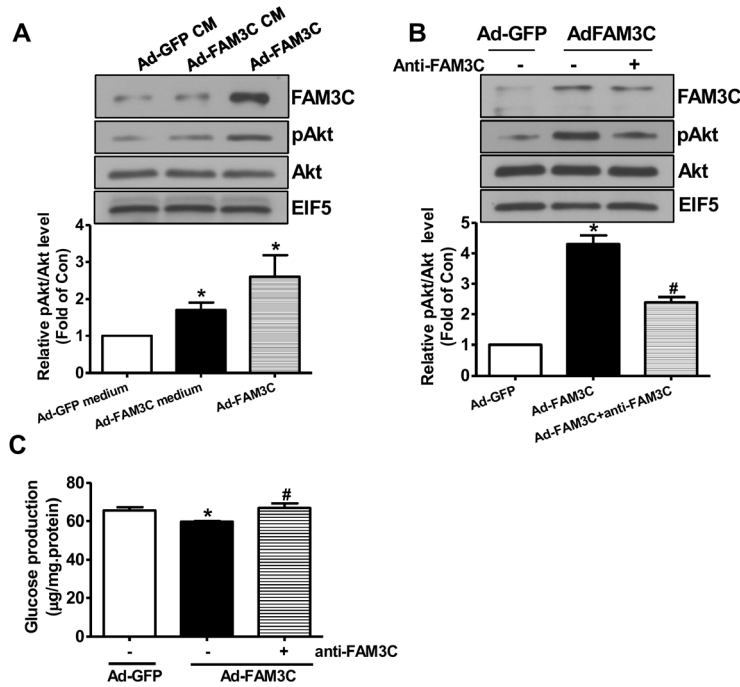 A
Ad-GFP CM
Ad-FAM3C CM
Ad-FAM3C
FAM3C
pAkt
Akt
EIF5
Relative pAkt/Akt level
(Fold of Con)
4
3
2
1
0
*
*
Ad-GFP medium
Ad-FAM3C medium
Ad-FAM3C
B
Ad-GFP AdFAM3C
Anti-FAM3C - - +
FAM3C
pAkt
Akt
EIF5
Relative pAkt/Akt level
(Fold of Con)
5
4
3
2
1
0
*
#
Ad-GFP
Ad-FAM3C
Ad-FAM3C+anti-FAM3C
C
Glucose production
(µg/mg.protein)
80
60
40
20
0
*
#
- - + anti-FAM3C
Ad-GFP Ad-FAM3C